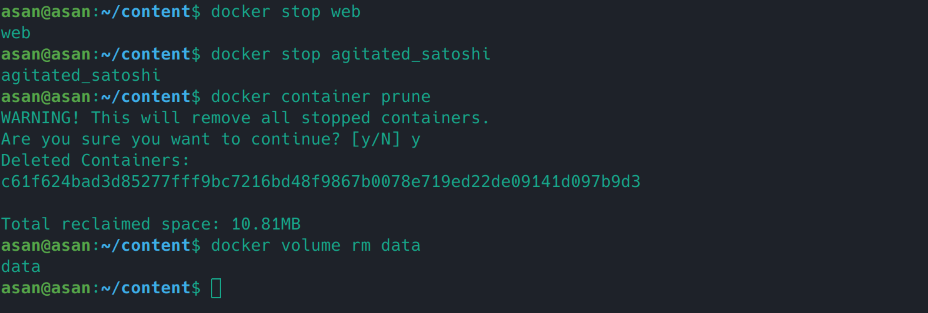 asan@asan:~/content$ docker stop web
web
asan@asan:~/content$ docker stop agitated_satoshi
agitated_satoshi
asan@asan:~/content$ docker container prune
WARNING! This will remove all stopped containers.
Are you sure you want to continue? [y/N] y
Deleted Containers:
c61f624bad3d85277fff9bc7216bd48f9867b0078e719ed22de09141d097b9d3

Total reclaimed space: 10.81MB
asan@asan:~/content$ docker volume rm data
data
asan@asan:~/content$